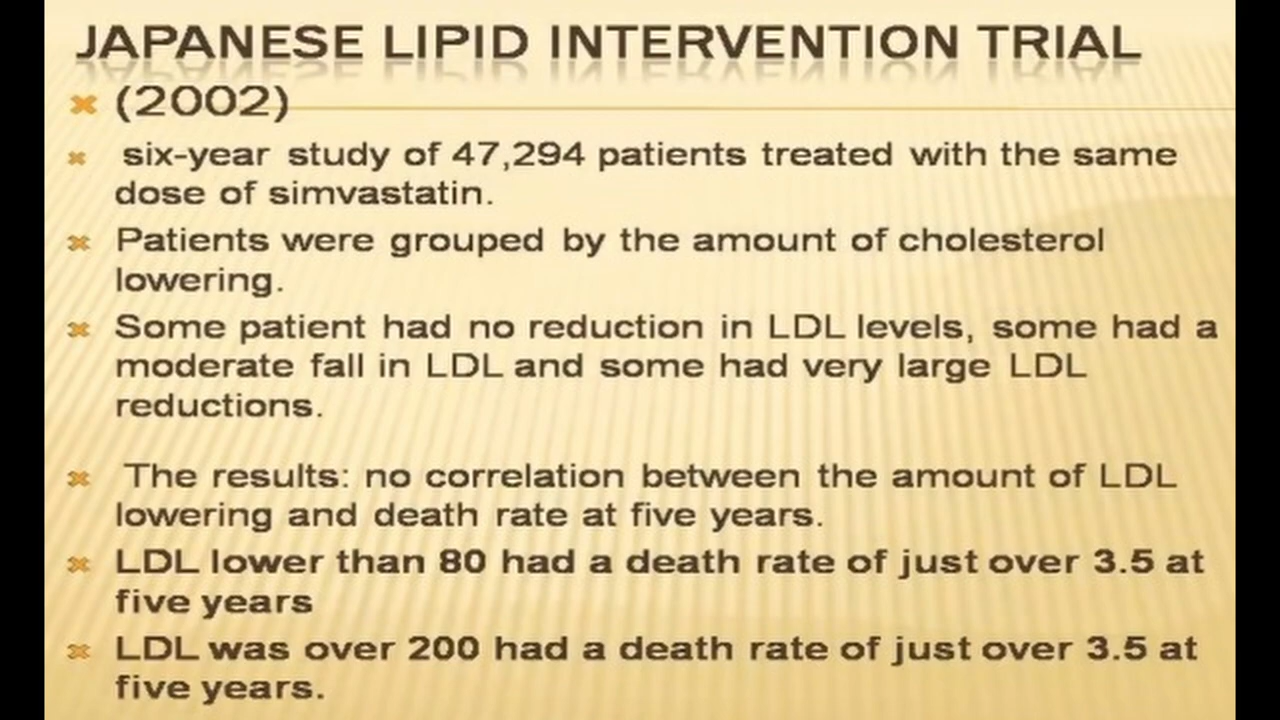 JAPANESE LIPID INTERVENTION TRIAL
(2002)
six-year study of 47,294 patients treated with the same
dose of simvastatin.
Patients were grouped by the amount of cholesterol
lowering.
Some patient had no reduction in LDL levels, some had a
moderate fall in LDL and some had very large LDL
reductions.
The results: no correlation between the amount of LDL
lowering and death rate at five years.
LDL lower than 80 had a death rate of just over 3.5 at
five years
LDL was over 200 had a death rate of just over 3.5 at
five years.